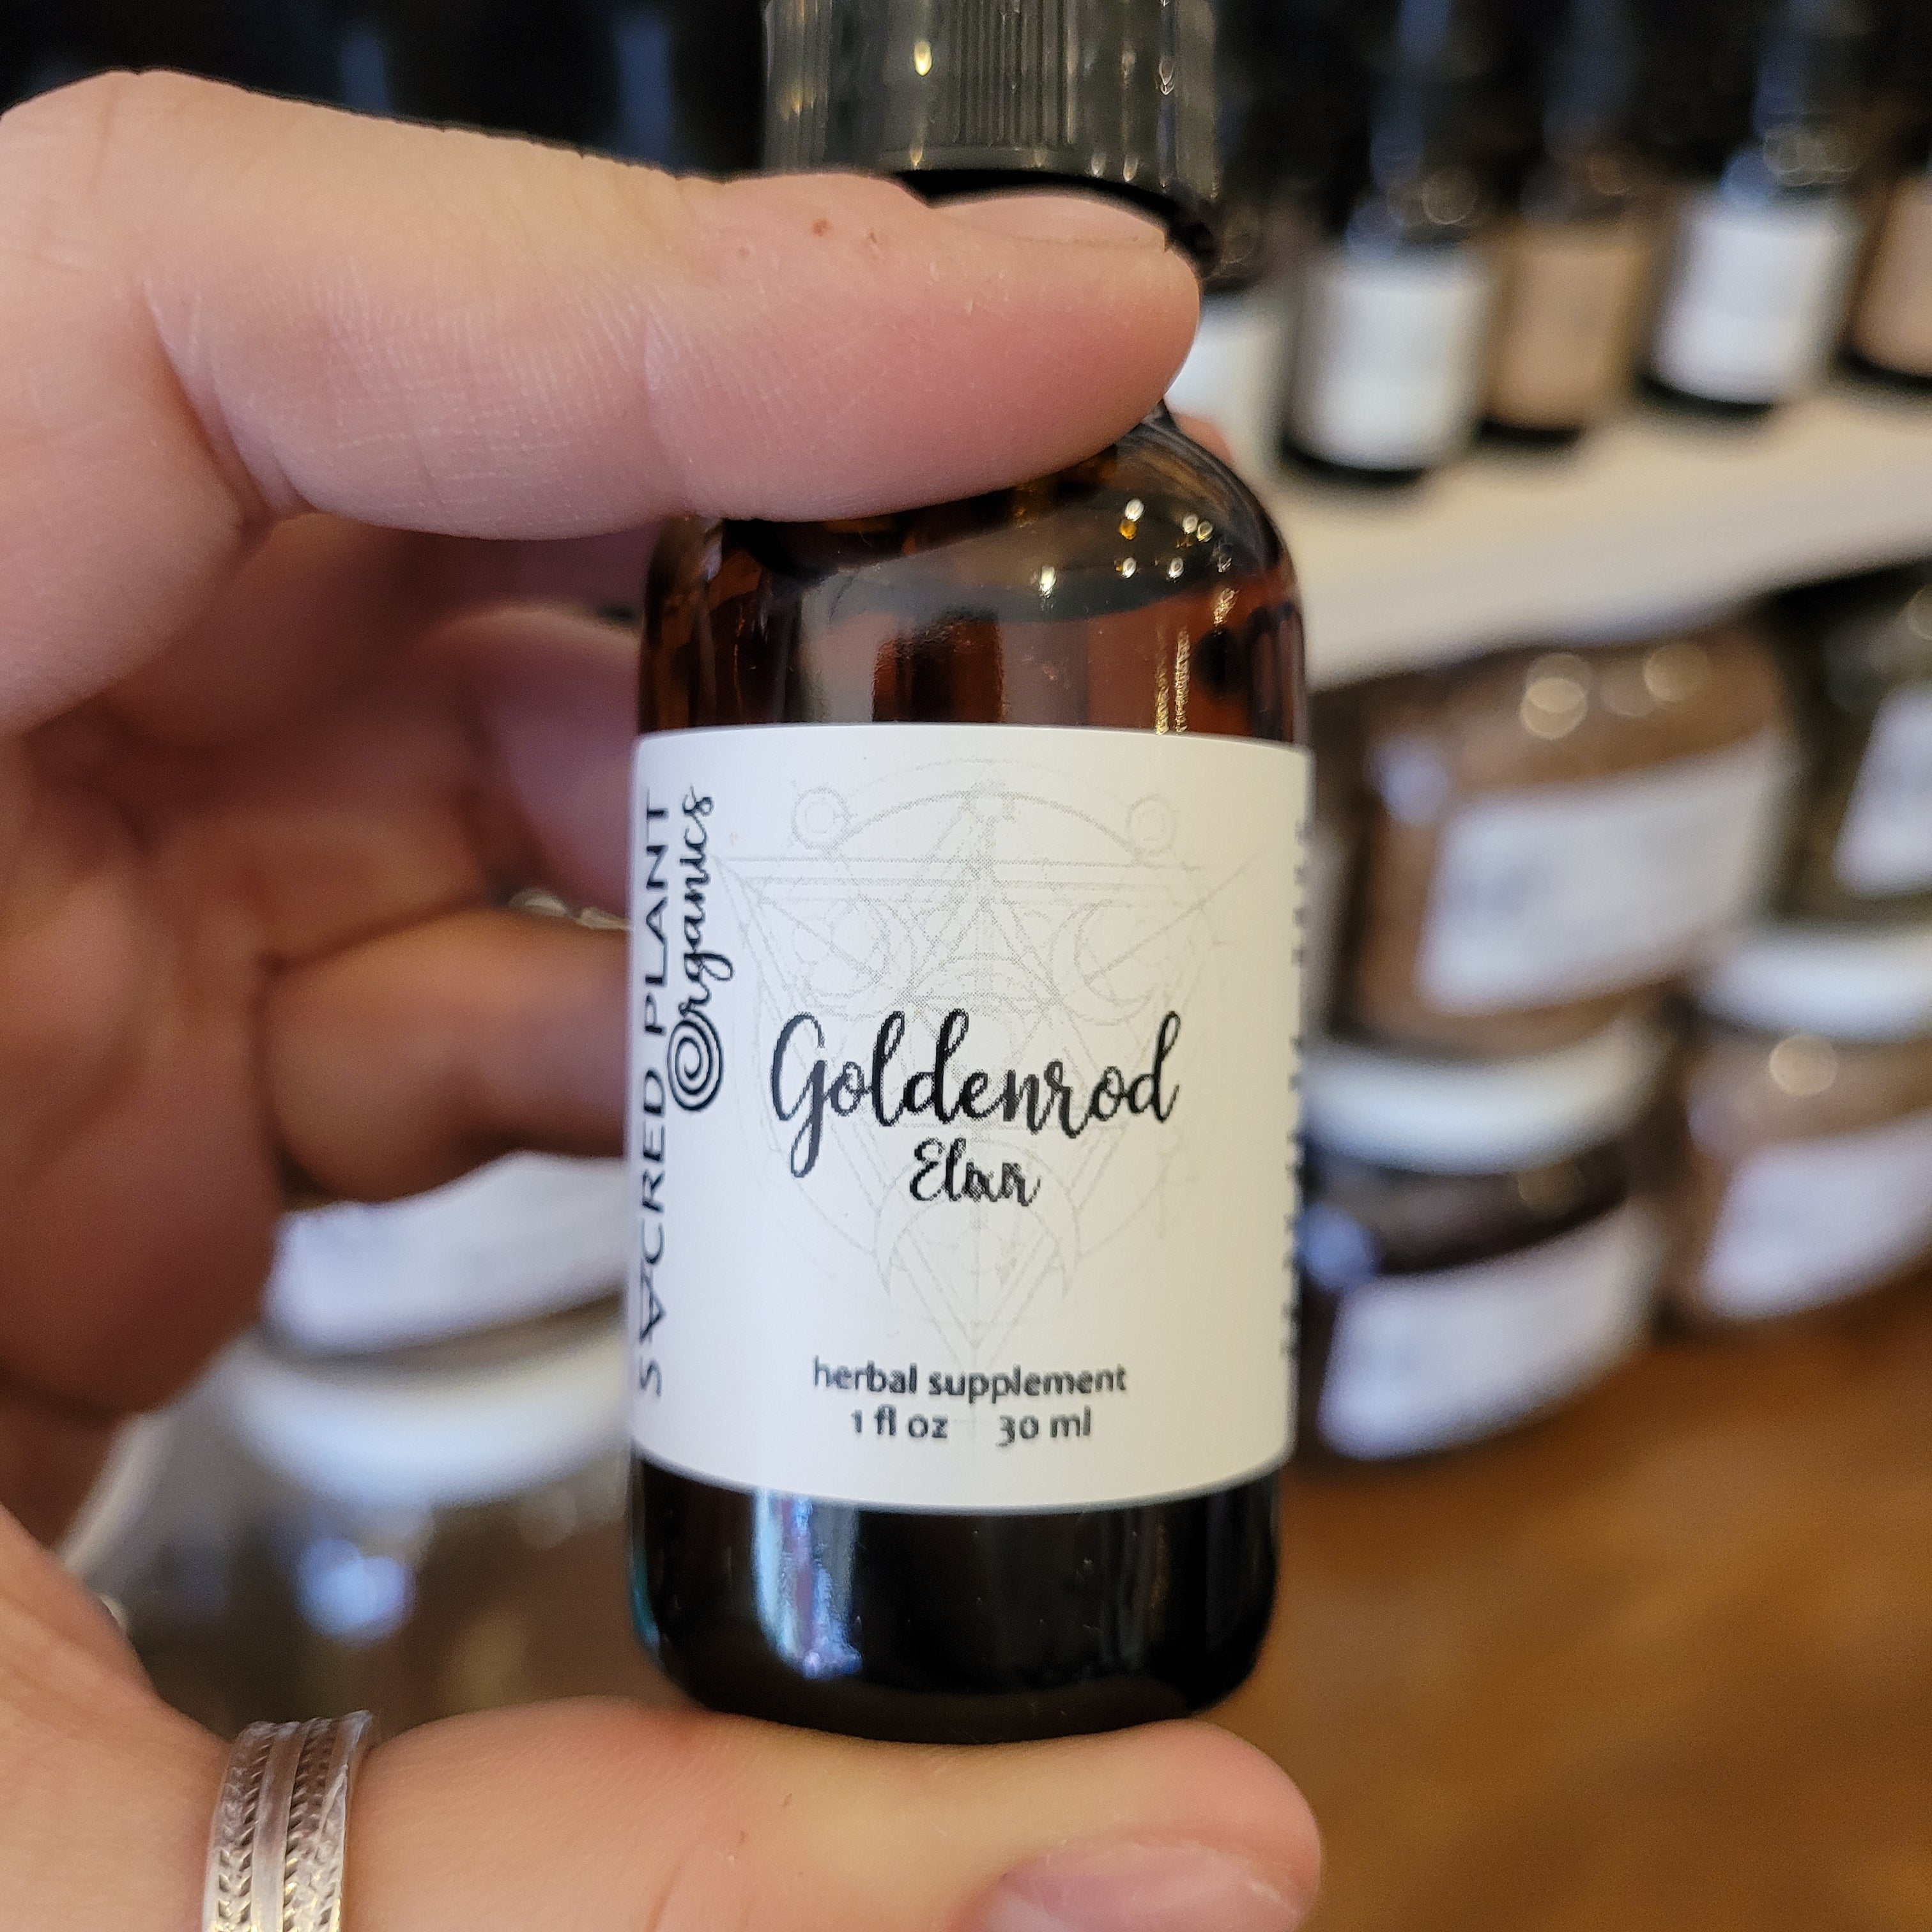 SACRED PLANT
Organics
Goldenrod
Elixir
herbal supplement
1 fl oz 30 ml